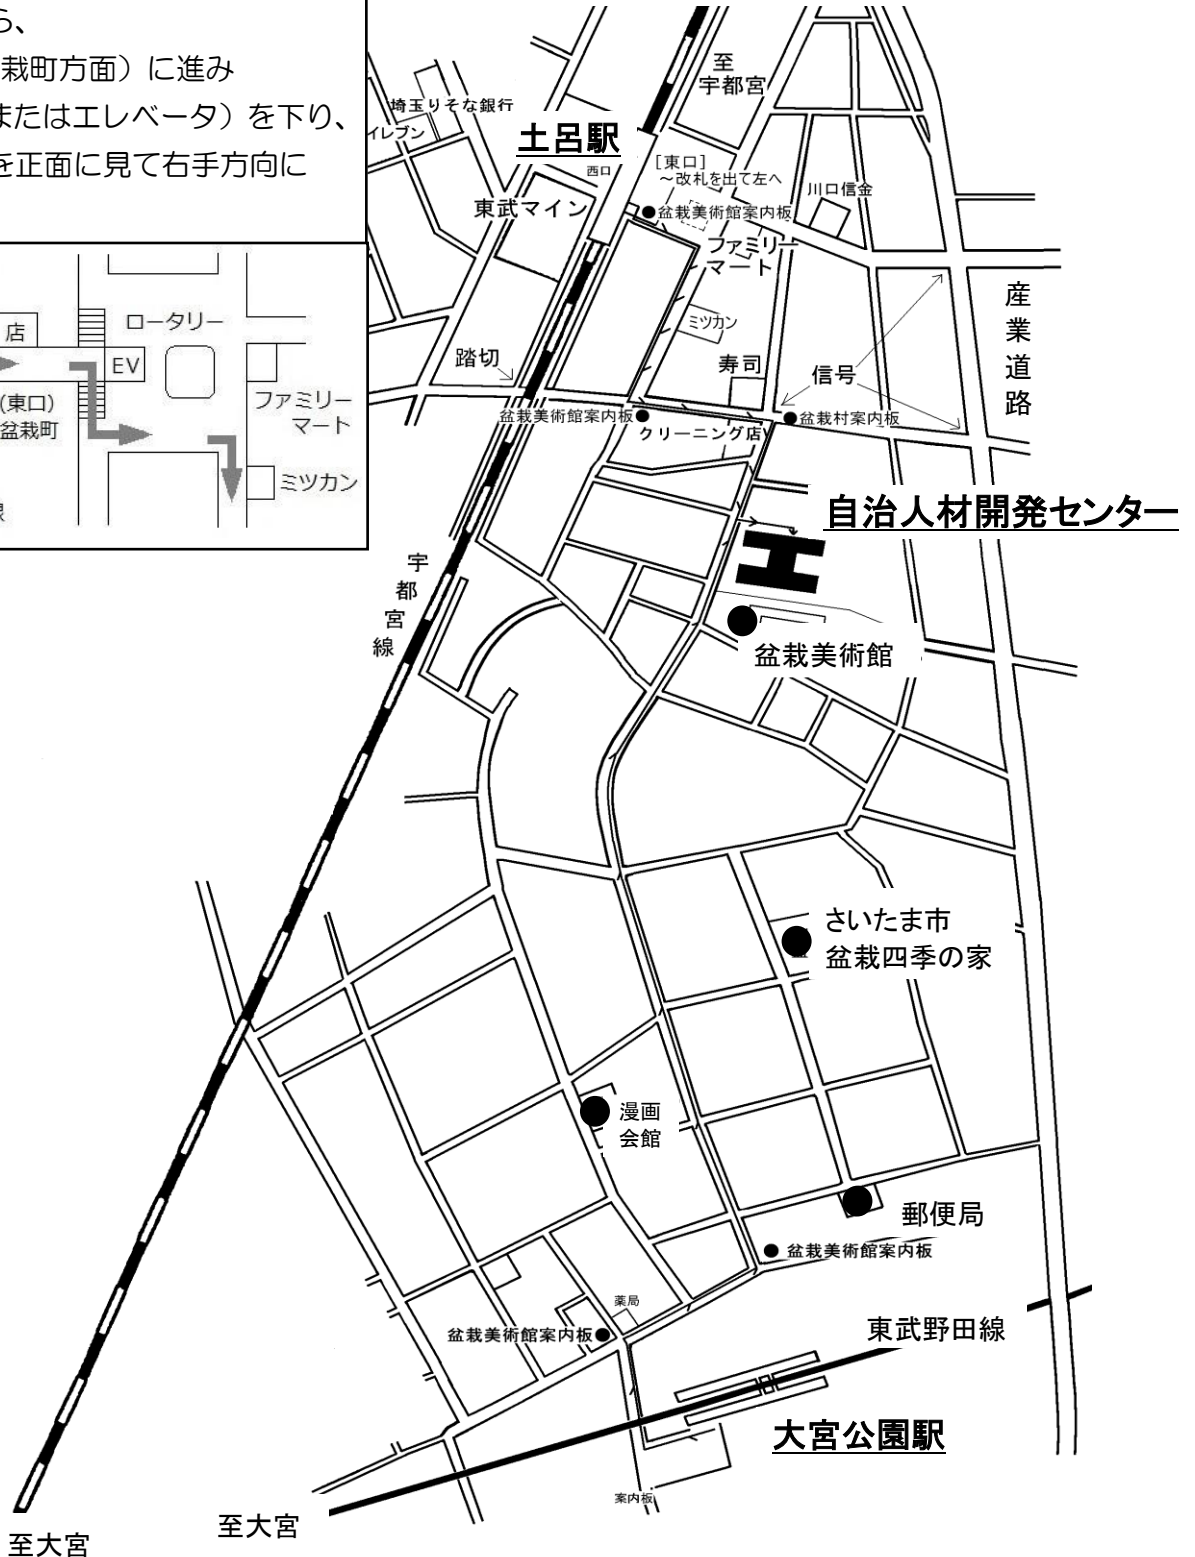 ら、
栽町方面）に進み
またはエレベータ）を下り、
を正面に見て右手方向に
店
ロータリー
EV
(東口)
盆栽町
ファミリー
マート
ミツカン
至
宇都宮
埼玉りそな銀行
イレブン
土呂駅
西口
[東口]
～改札を出て左へ
川口信金
東武マイン
盆栽美術館案内板
ファミリー
マート
ミツカン
産業道路
踏切
寿司
信号
盆栽美術館案内板
盆栽村案内板
クリーニング店
自治人材開発センター
宇都宮線
盆栽美術館
さいたま市
盆栽四季の家
漫画
会館
郵便局
盆栽美術館案内板
薬局
盆栽美術館案内板
東武野田線
大宮公園駅
案内板
至大宮
至大宮